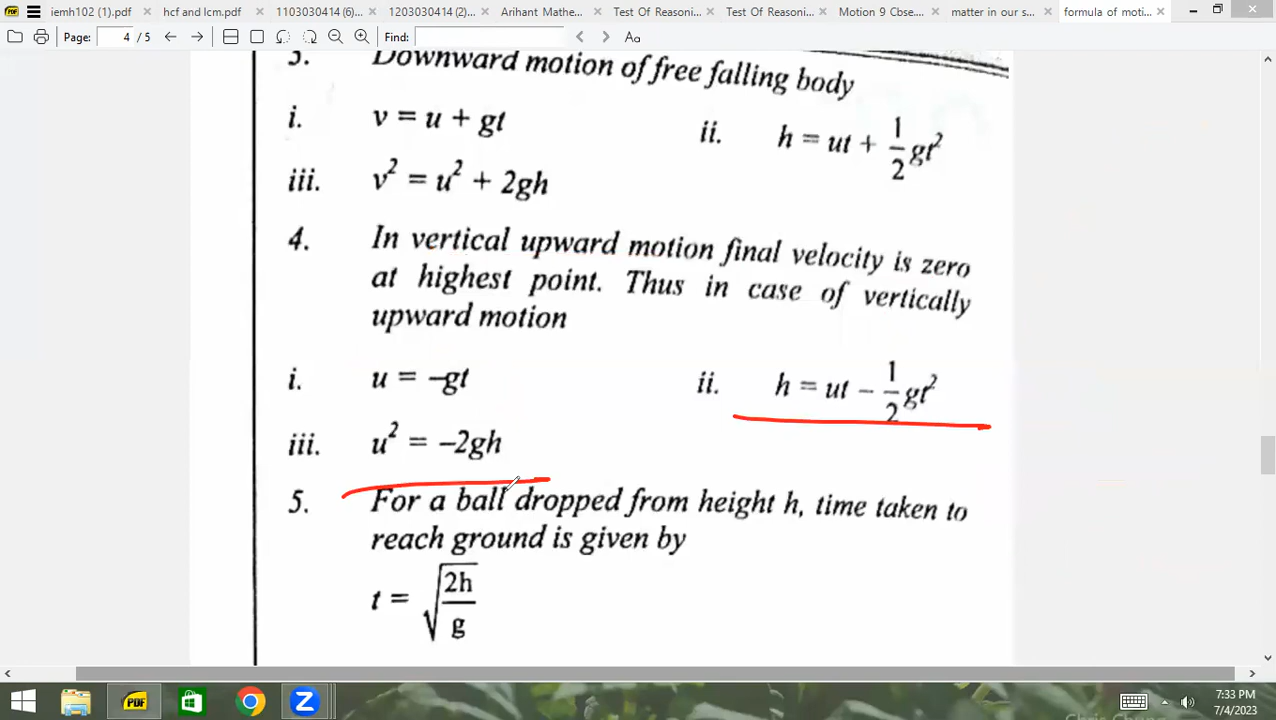 iemh102 (1).pdf × hcf and lcm.pdf × 1103030414 (6)... × 1203030414 (2)... × Arihant Mathe... × Test Of Reasoni... × Test Of Reasoni... × Motion 9 Cbse.... × matter in our s... × formula of moti... ×
Page: 4 / 5 Find: Aa
3. Downward motion of free falling body
i. v = u + gt ii. h = ut + 1/2 gt²
iii. v² = u² + 2gh
4. In vertical upward motion final velocity is zero
at highest point. Thus in case of vertically
upward motion
i. u = –gt ii. h = ut – 1/2 gt²
iii. u² = –2gh
5. For a ball dropped from height h, time taken to
reach ground is given by
t = √2h/g
PDF
7:33 PM
7/4/2023